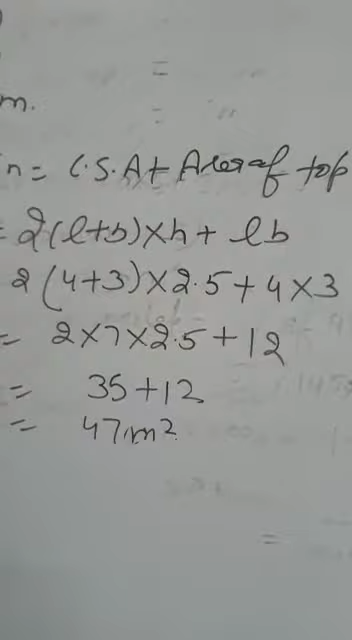 m.
n = C.S.A + Area of top
= 2(l+b)×h + lb
2(4+3)×2.5+4×3
= 2×7×2.5+12
= 35+12
= 47m²